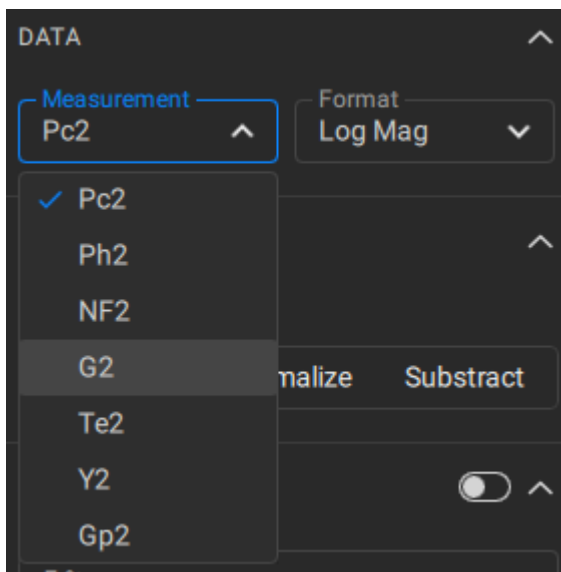 DATA
Measurement
Pc2
Format
Log Mag
Pc2
Ph2
NF2
G2
malize Substract
Te2
Y2
Gp2